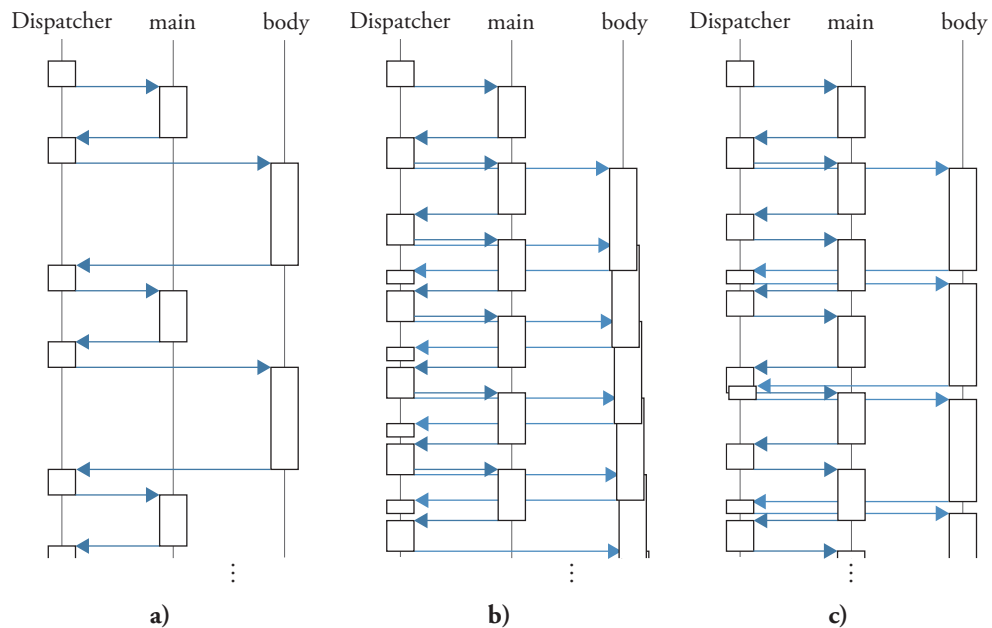 Dispatcher main body Dispatcher main body Dispatcher main body
⋮ ⋮ ⋮
a) b) c)